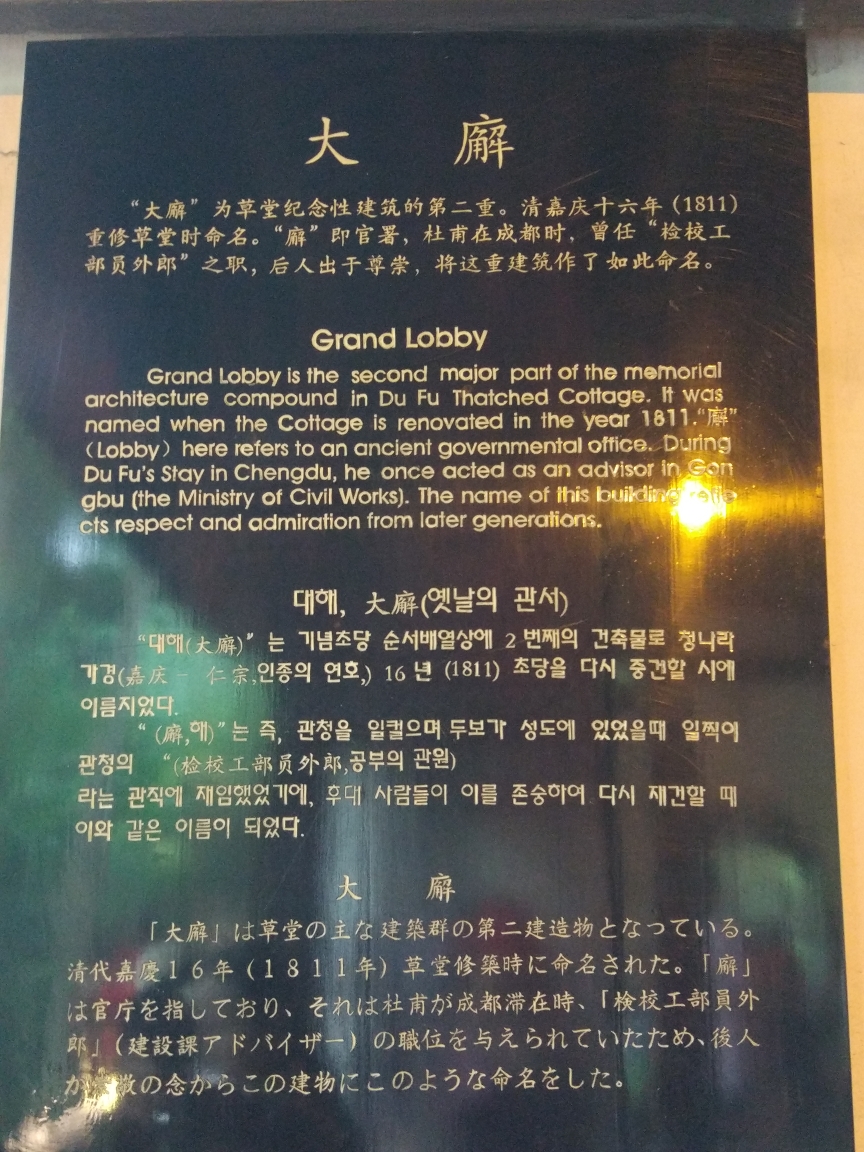 大 廨
“大廨”为草堂纪念性建筑的第二重。清嘉庆十六年(1811)
重修草堂时命名。“廨”即官署，杜甫在成都时，曾任“检校工
部员外郎”之职，后人出于尊崇，将这重建筑作了如此命名。
Grand Lobby
Grand Lobby is the second major part of the memorial
architecture compound in Du Fu Thatched Cottage. It was
named when the Cottage is renovated in the year 1811.“廨”
（Lobby）here refers to an ancient governmental office. During
Du Fu's Stay in Chengdu, he once acted as an advisor in Gon
gbu (the Ministry of Civil Works). The name of this building
cts respect and admiration from later generations.
대해, 大廨(옛날의 관서)
“대해(大廨)”는 기념초당 순서배열상에 2 번째의 건축물로 청나라
가경(嘉庆 - 仁宗,인종의 연호,) 16 년 (1811) 초당을 다시 중건할 시에
이름지었다.
“ (廨,해)”는 즉, 관청을 일컬으며 두보가 성도에 있었을때 일찍이
관청의 “(检校工部员外郎,공부의 관원)
라는 관직에 재임했었기에, 후대 사람들이 이를 존숭하여 다시 재건할 때
이와 같은 이름이 되었다.
大 廨
「大廨」は草堂の主な建築群の第二建造物となっている。
清代嘉慶１６年(１８１１年)草堂修築時に命名された。「廨」
は官庁を指しており、それは杜甫が成都滞在時、「検校工部員外
郎」(建設課アドバイザー)の職位を与えられていたため、後人
が の念からこの建物にこのような命名をした。